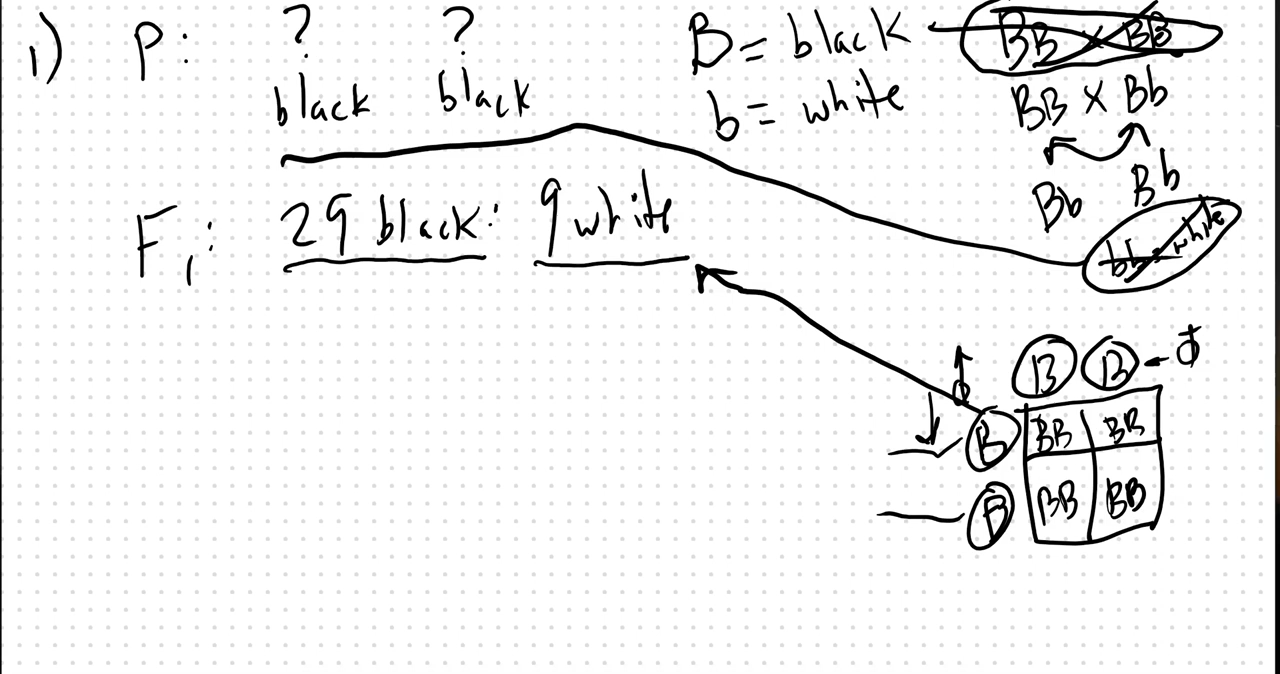 1) P: ? ? B = black BB × BB
black black b = white BB × Bb
Bb Bb
F1: 29 black : 9 white bb = white
B B
B BB BB
B BB BB